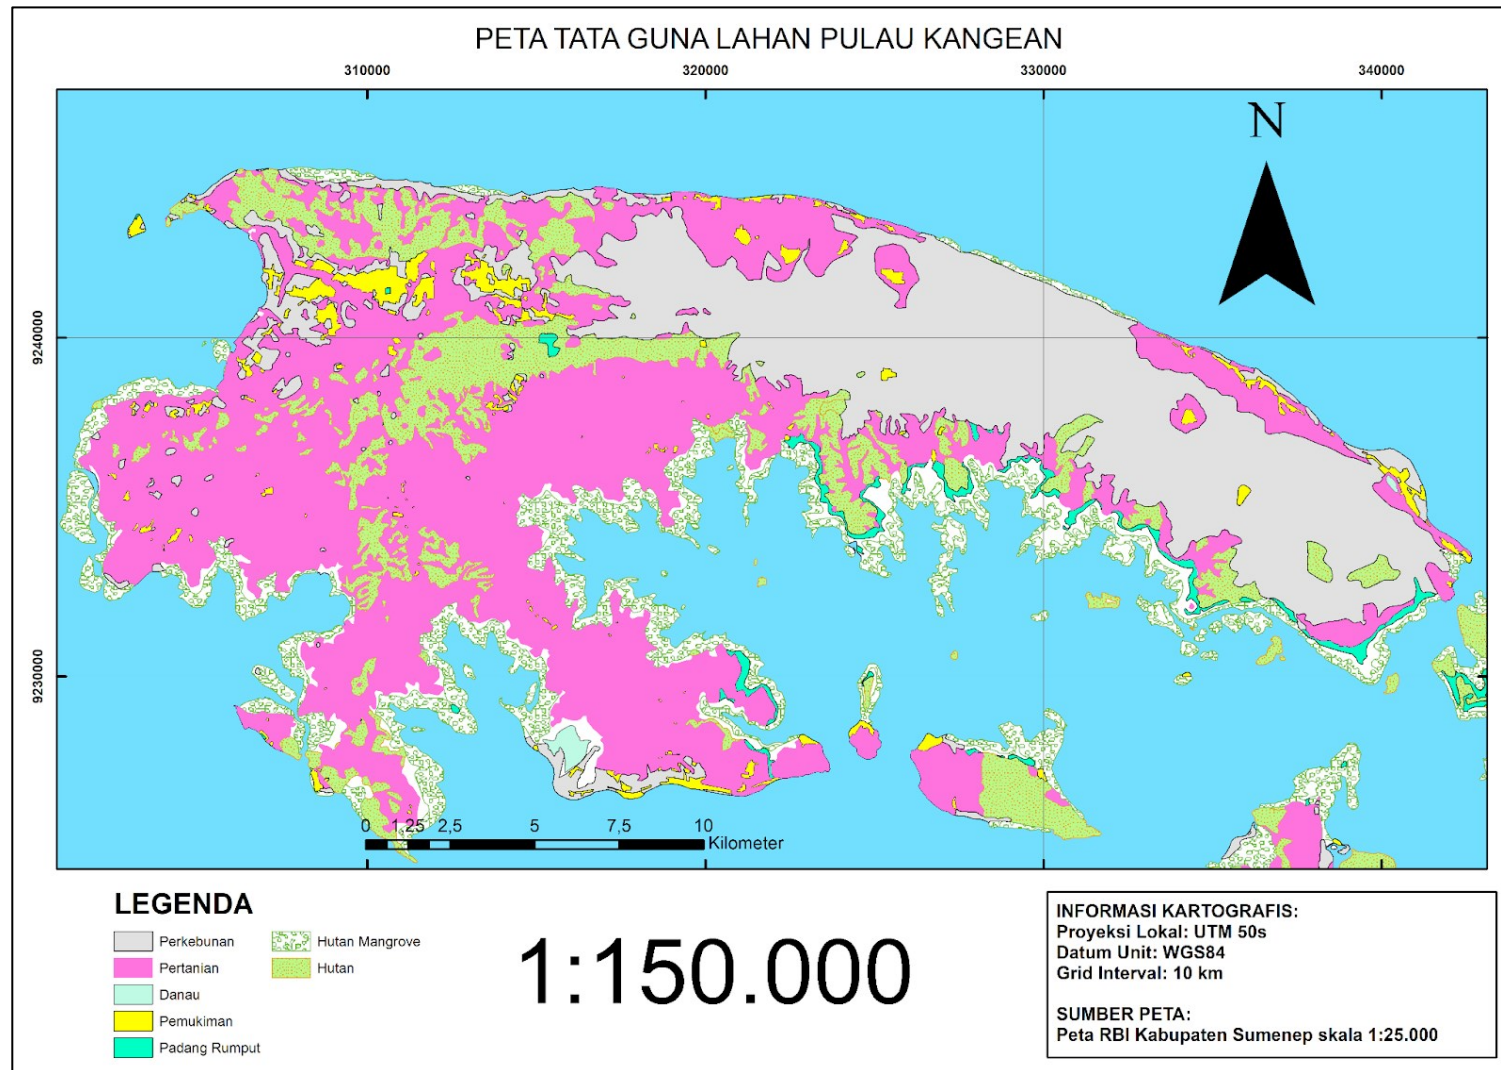 PETA TATA GUNA LAHAN PULAU KANGEAN
310000
320000
330000
340000
N
9240000
9230000
0 1,25 2,5 5 7,5 10
Kilometer
LEGENDA
Perkebunan
Pertanian
Danau
Pemukiman
Padang Rumput
Hutan Mangrove
Hutan
1:150.000
INFORMASI KARTOGRAFIS:
Proyeksi Lokal: UTM 50s
Datum Unit: WGS84
Grid Interval: 10 km
SUMBER PETA:
Peta RBI Kabupaten Sumenep skala 1:25.000